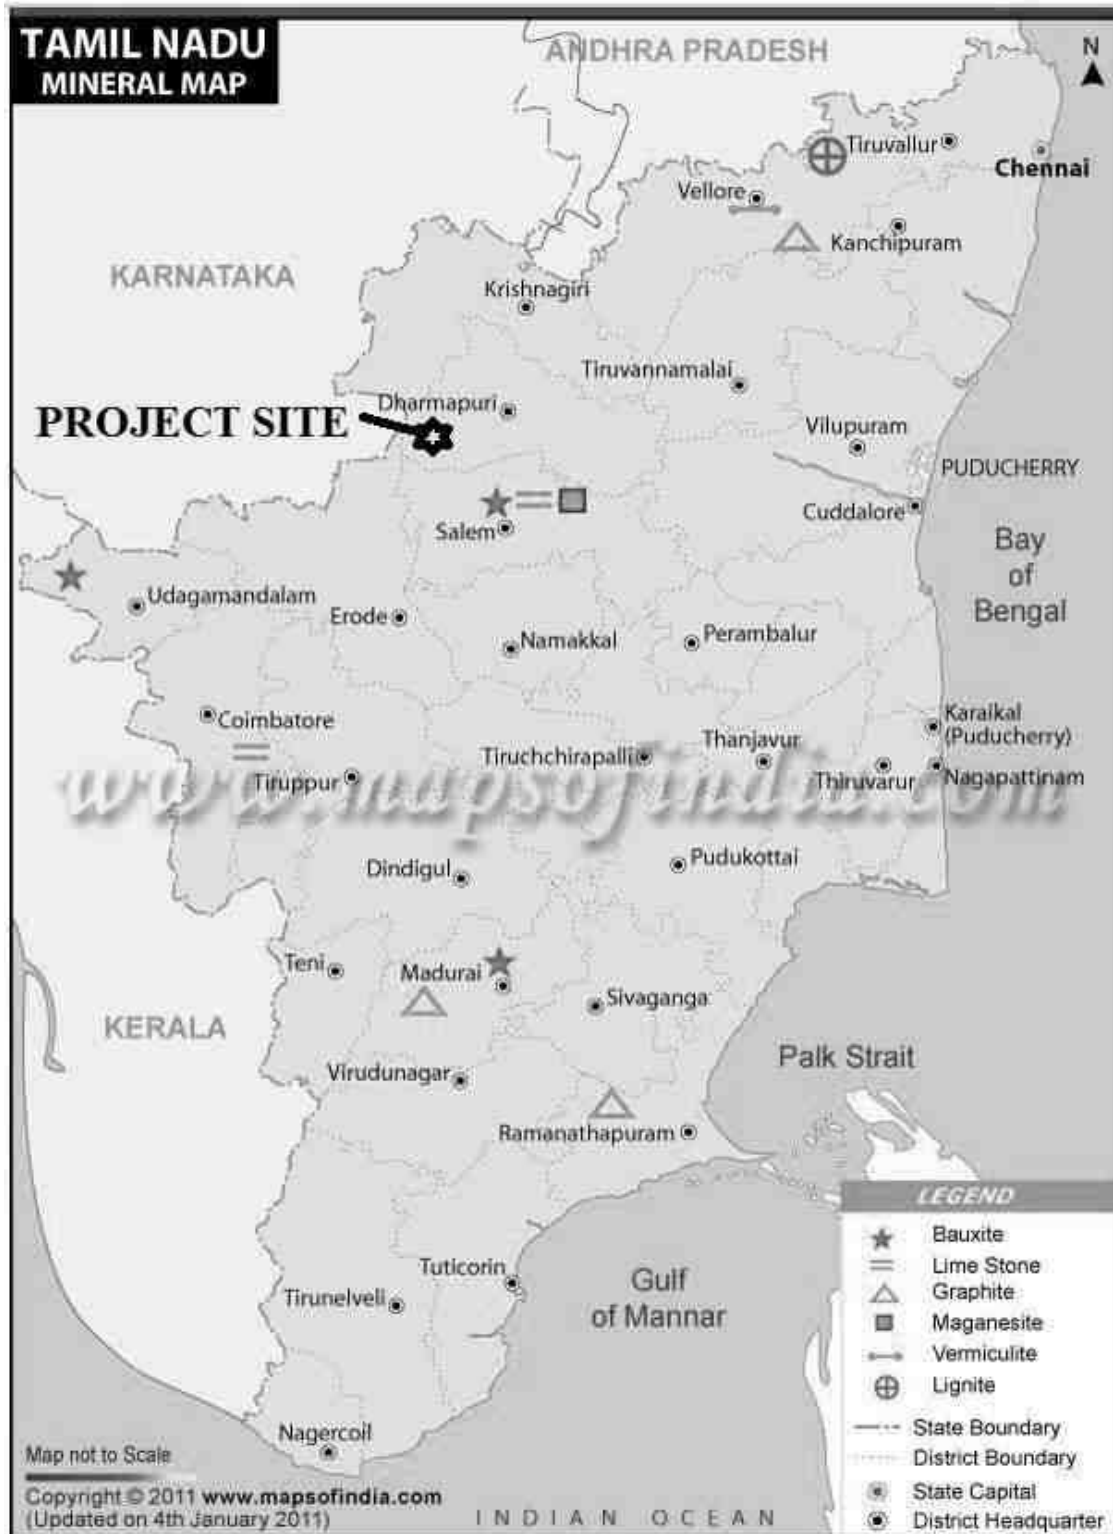 TAMIL NADU
MINERAL MAP
ANDHRA PRADESH
N
Tiruvallur
Chennai
Vellore
Kanchipuram
KARNATAKA
Krishnagiri
Tiruvannamalai
Dharmapuri
PROJECT SITE
Vilupuram
PUDUCHERRY
Salem
Cuddalore
Bay
of
Bengal
Udagamandalam
Erode
Namakkal
Perambalur
Coimbatore
Karaikal
(Puducherry)
Tiruchchirapalli
Thanjavur
Tiruppur
Thiruvarur
Nagapattinam
www.mapsofindia.com
Dindigul
Pudukottai
Teni
Madurai
Sivaganga
KERALA
Palk Strait
Virudunagar
Ramanathapuram
LEGEND
Bauxite
Lime Stone
Graphite
Maganesite
Vermiculite
Lignite
State Boundary
District Boundary
State Capital
District Headquarter
Tuticorin
Tirunelveli
Gulf
of Mannar
Nagercoil
Map not to Scale
Copyright © 2011 www.mapsofindia.com
(Updated on 4th January 2011)
INDIAN OCEAN